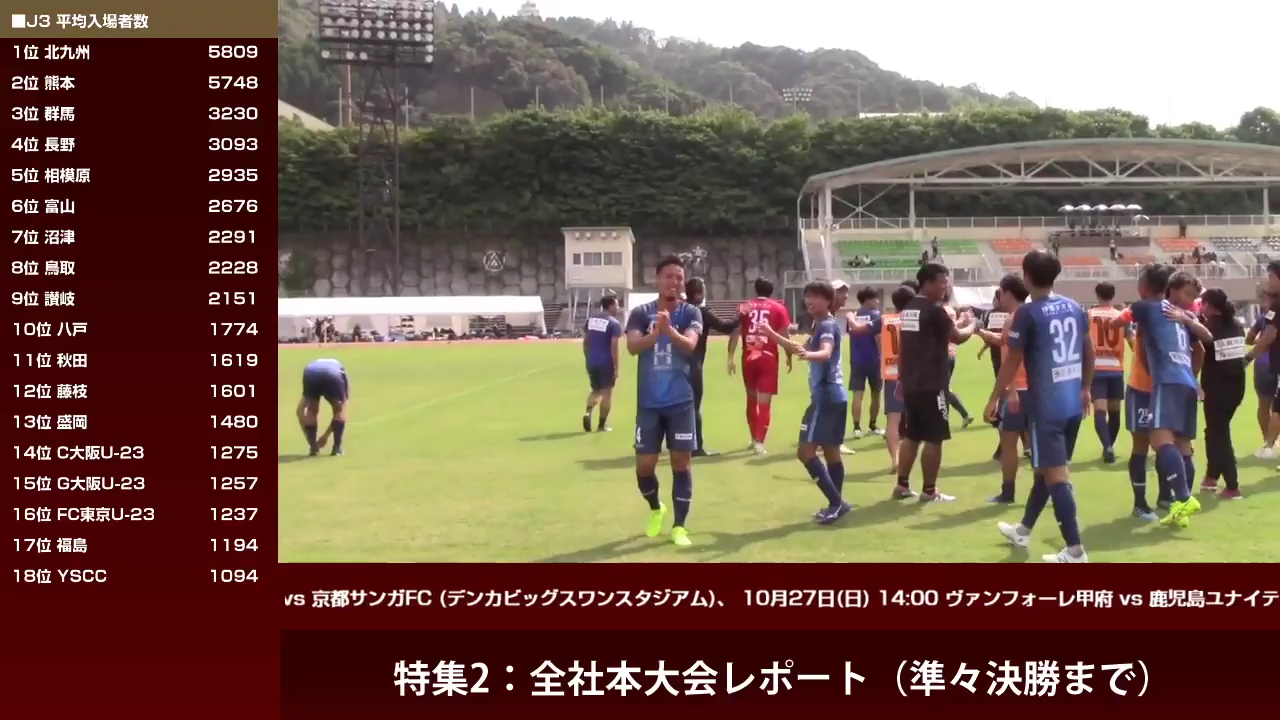 ■J3 平均入場者数
1位 北九州 5809
2位 熊本 5748
3位 群馬 3230
4位 長野 3093
5位 相模原 2935
6位 富山 2676
7位 沼津 2291
8位 鳥取 2228
9位 讃岐 2151
10位 八戸 1774
11位 秋田 1619
12位 藤枝 1601
13位 盛岡 1480
14位 C大阪U-23 1275
15位 G大阪U-23 1257
16位 FC東京U-23 1237
17位 福島 1194
18位 YSCC 1094
35
32
10
4
vs 京都サンガFC (デンカビッグスワンスタジアム)、 10月27日(日) 14:00 ヴァンフォーレ甲府 vs 鹿児島ユナイテ
特集2：全社本大会レポート（準々決勝まで）